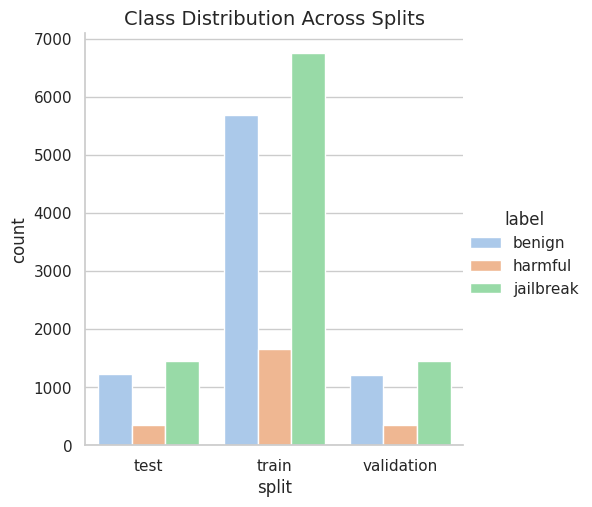 Class Distribution Across Splits
7000
6000
5000
4000
3000
2000
1000
0
count
test train validation
split
label
benign
harmful
jailbreak